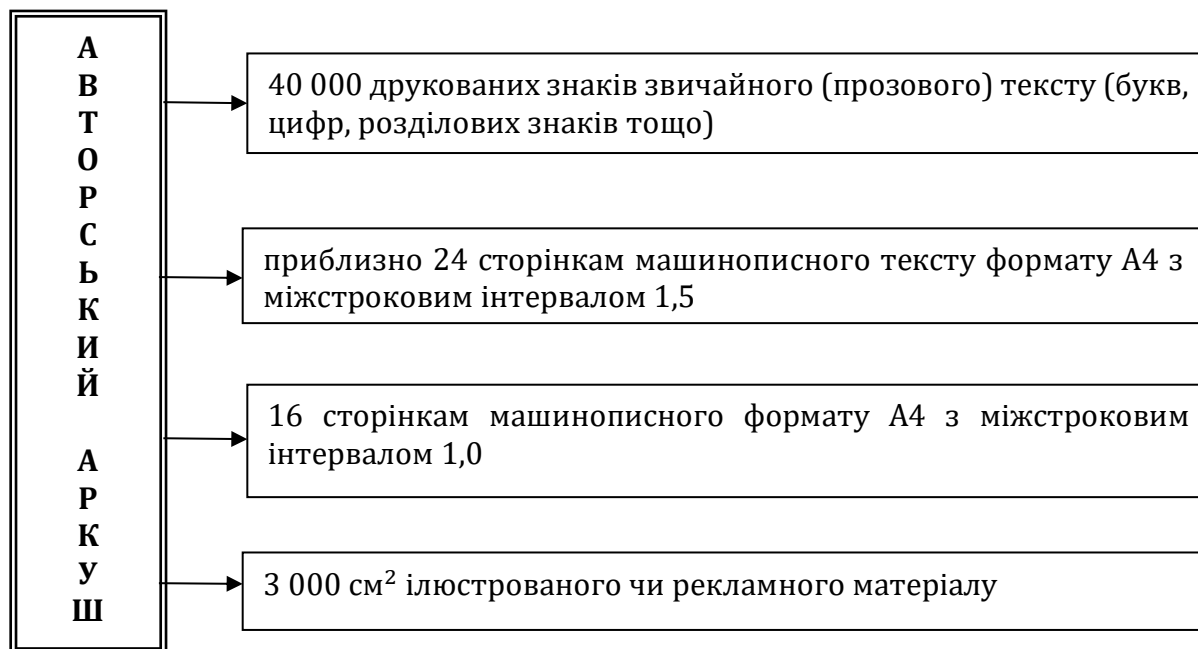 АВТОРСЬКИЙ АРКУШ
40 000 друкованих знаків звичайного (прозового) тексту (букв,
цифр, розділових знаків тощо)
приблизно 24 сторінкам машинописного тексту формату А4 з
міжстроковим інтервалом 1,5
16 сторінкам машинописного формату А4 з міжстроковим
інтервалом 1,0
3 000 см² ілюстрованого чи рекламного матеріалу